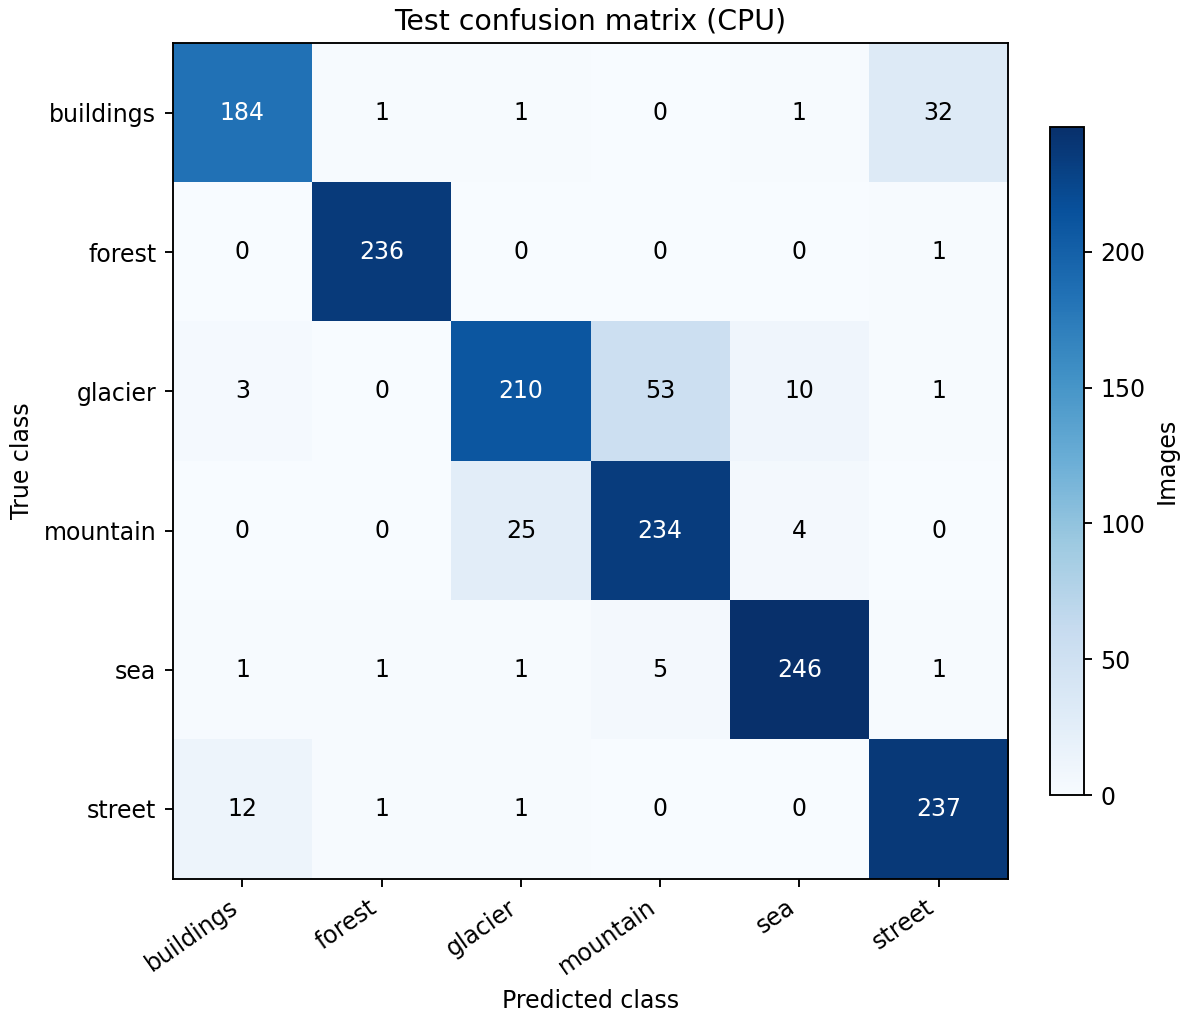 Test confusion matrix (CPU)
True class
buildings 184 1 1 0 1 32
forest 0 236 0 0 0 1
glacier 3 0 210 53 10 1
mountain 0 0 25 234 4 0
sea 1 1 1 5 246 1
street 12 1 1 0 0 237
buildings forest glacier mountain sea street
Predicted class
200
150
100
50
0
Images